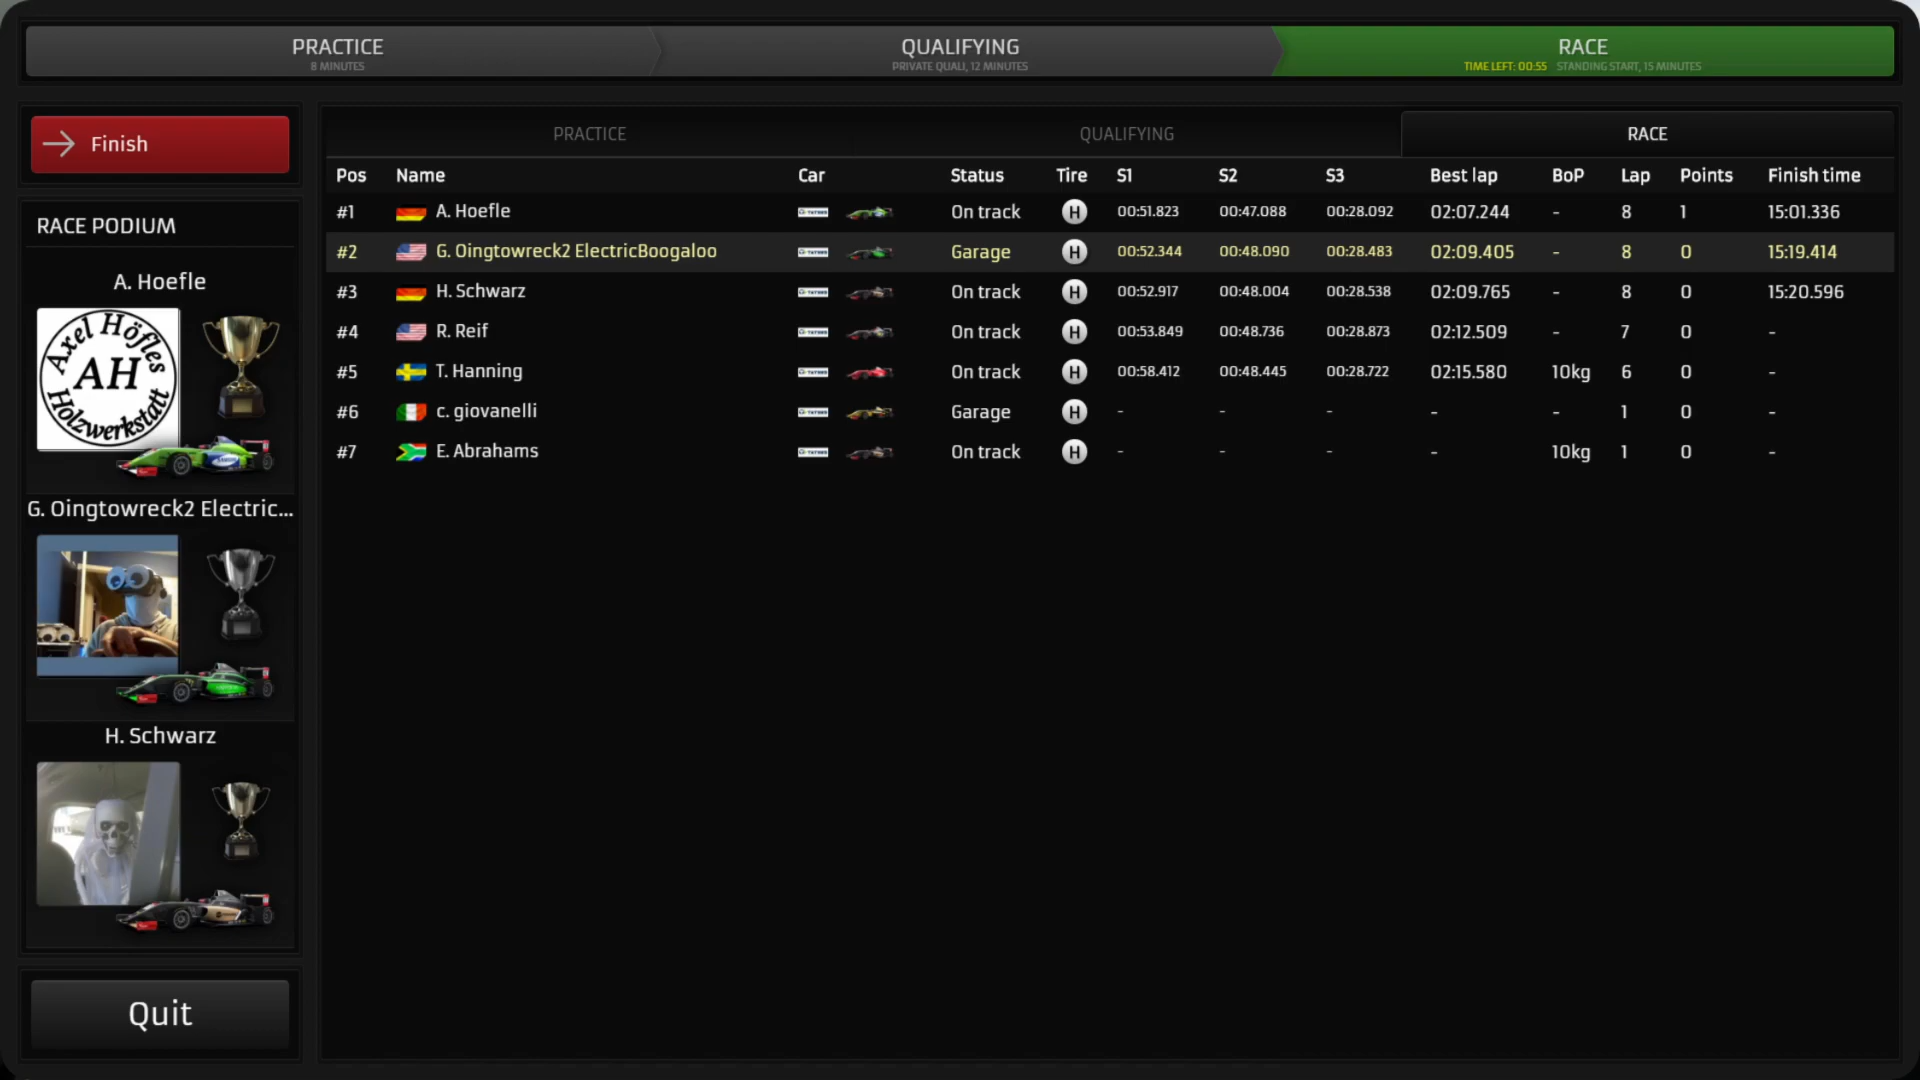 PRACTICE
8 MINUTES
QUALIFYING
PRIVATE QUALI, 12 MINUTES
RACE
TIME LEFT: 00:55 STANDING START, 15 MINUTES
Finish
RACE PODIUM
A. Hoefle
Axel Höfles
AH
Holzwerkstatt
G. Oingtowreck2 Electric...
H. Schwarz
Quit
PRACTICE QUALIFYING RACE
Pos Name Car Status Tire S1 S2 S3 Best lap BoP Lap Points Finish time
#1 A. Hoefle On track H 00:51.823 00:47.088 00:28.092 02:07.244 - 8 1 15:01.336
#2 G. Oingtowreck2 ElectricBoogaloo Garage H 00:52.344 00:48.090 00:28.483 02:09.405 - 8 0 15:19.414
#3 H. Schwarz On track H 00:52.917 00:48.004 00:28.538 02:09.765 - 8 0 15:20.596
#4 R. Reif On track H 00:53.849 00:48.736 00:28.873 02:12.509 - 7 0 -
#5 T. Hanning On track H 00:58.412 00:48.445 00:28.722 02:15.580 10kg 6 0 -
#6 c. giovanelli Garage H - - - - - 1 0 -
#7 E. Abrahams On track H - - - - 10kg 1 0 -